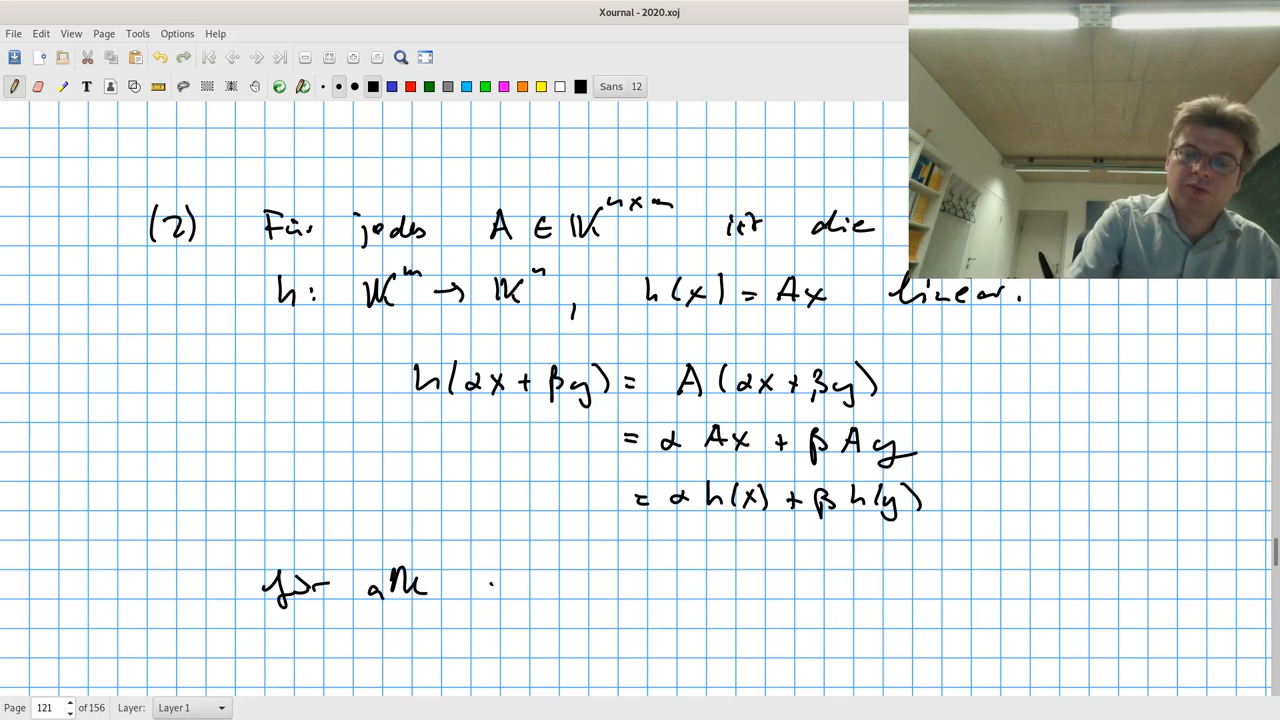 Xournal - 2020.xoj
File Edit View Page Tools Options Help
Sans 12
(2) Für jedes A ∈ 𝕂^{n×m} ist die
h: 𝕂^m → 𝕂^n, h(x) = Ax linear.
h(αx + βy) = A(αx + βy)
= α Ax + β Ay
= α h(x) + β h(y)
für alle
Page 121 of 156 Layer: Layer 1